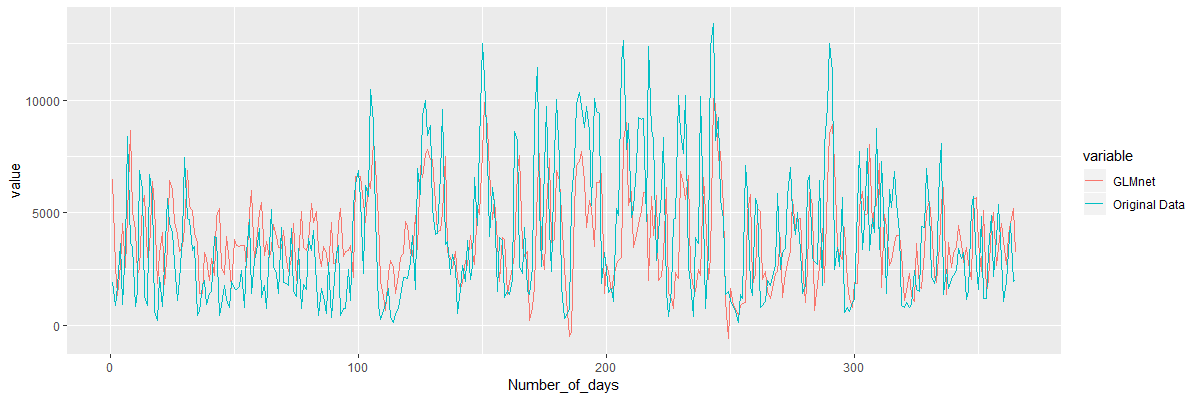 10000
5000
0
value
0
100
200
300
Number_of_days
variable
GLMnet
Original Data